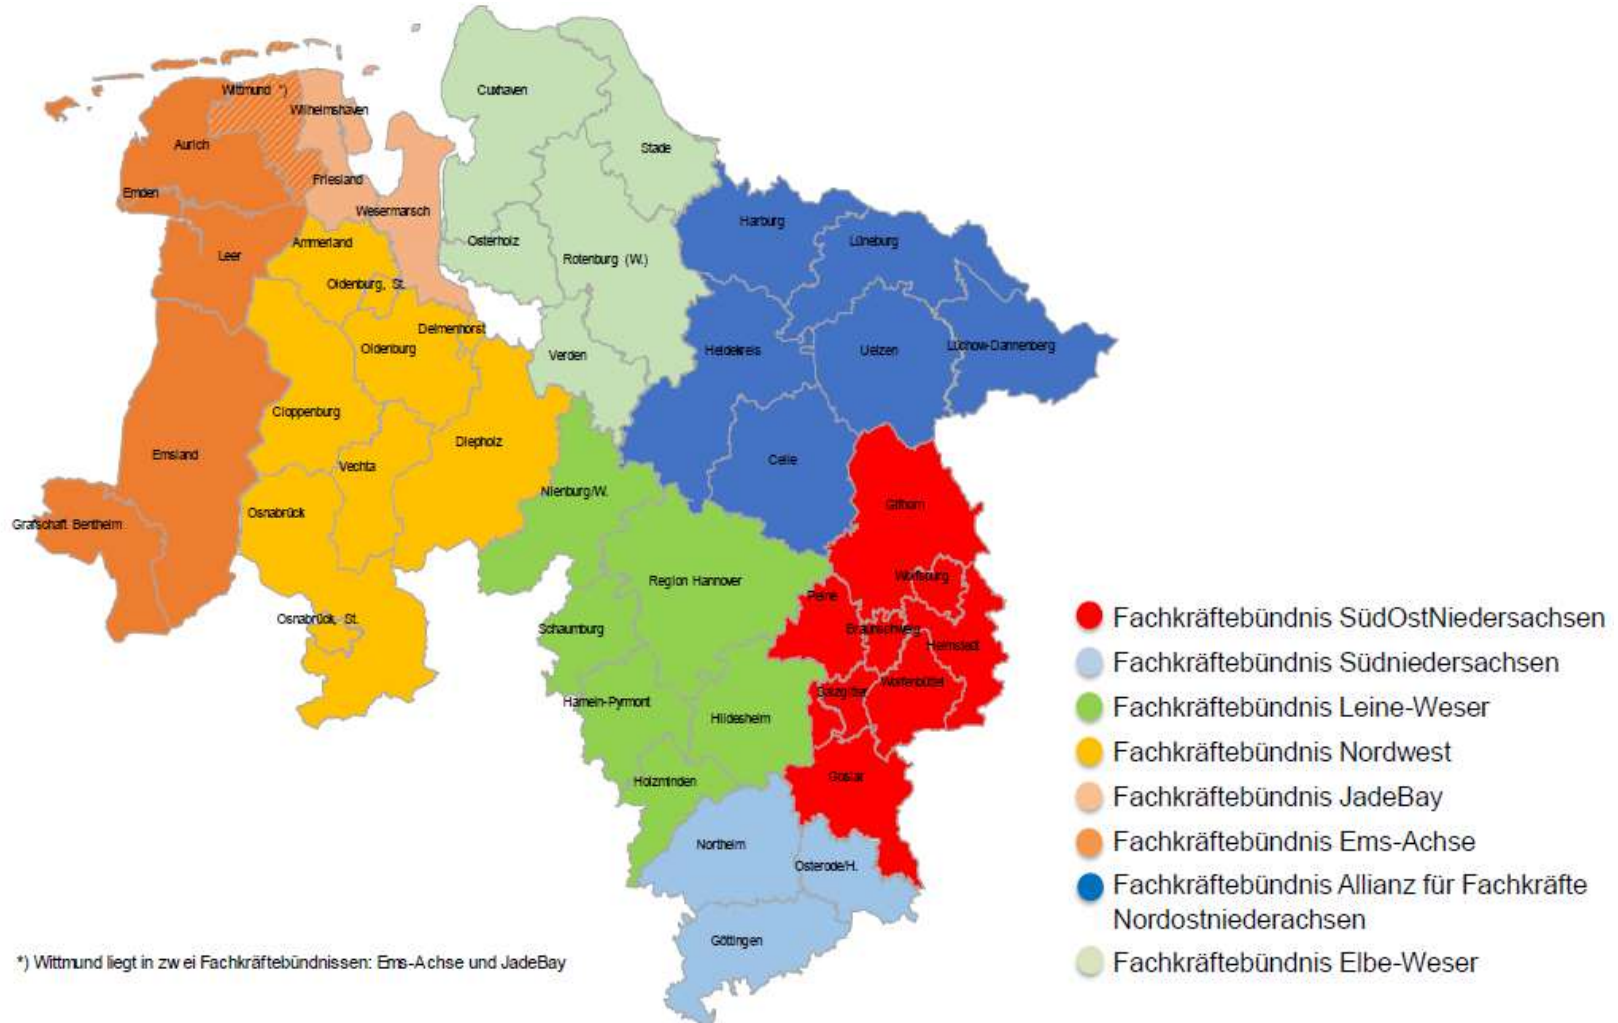 Cuxhaven
Wittmund *)
Wilhelmshaven
Aurich
Stade
Friesland
Emden
Wesermarsch
Harburg
Ammerland
Osterholz
Lüneburg
Leer
Rotenburg (W.)
Oldenburg, St.
Delmenhorst
Oldenburg
Verden
Heidekreis
Uelzen
Lüchow-Dannenberg
Cloppenburg
Diepholz
Emsland
Vechta
Celle
Nienburg/W.
Gifhorn
Osnabrück
Grafschaft Bentheim
Region Hannover
Wolfsburg
Peine
Osnabrück, St.
Schaumburg
Braunschweig
Helmstedt
Salzgitter
Wolfenbüttel
Hameln-Pyrmont
Hildesheim
Holzminden
Goslar
Northeim
Osterode/H.
Göttingen
Fachkräftebündnis SüdOstNiedersachsen
Fachkräftebündnis Südniedersachsen
Fachkräftebündnis Leine-Weser
Fachkräftebündnis Nordwest
Fachkräftebündnis JadeBay
Fachkräftebündnis Ems-Achse
Fachkräftebündnis Allianz für Fachkräfte
Nordostniederachsen
Fachkräftebündnis Elbe-Weser
*) Wittmund liegt in zwei Fachkräftebündnissen: Ems-Achse und JadeBay